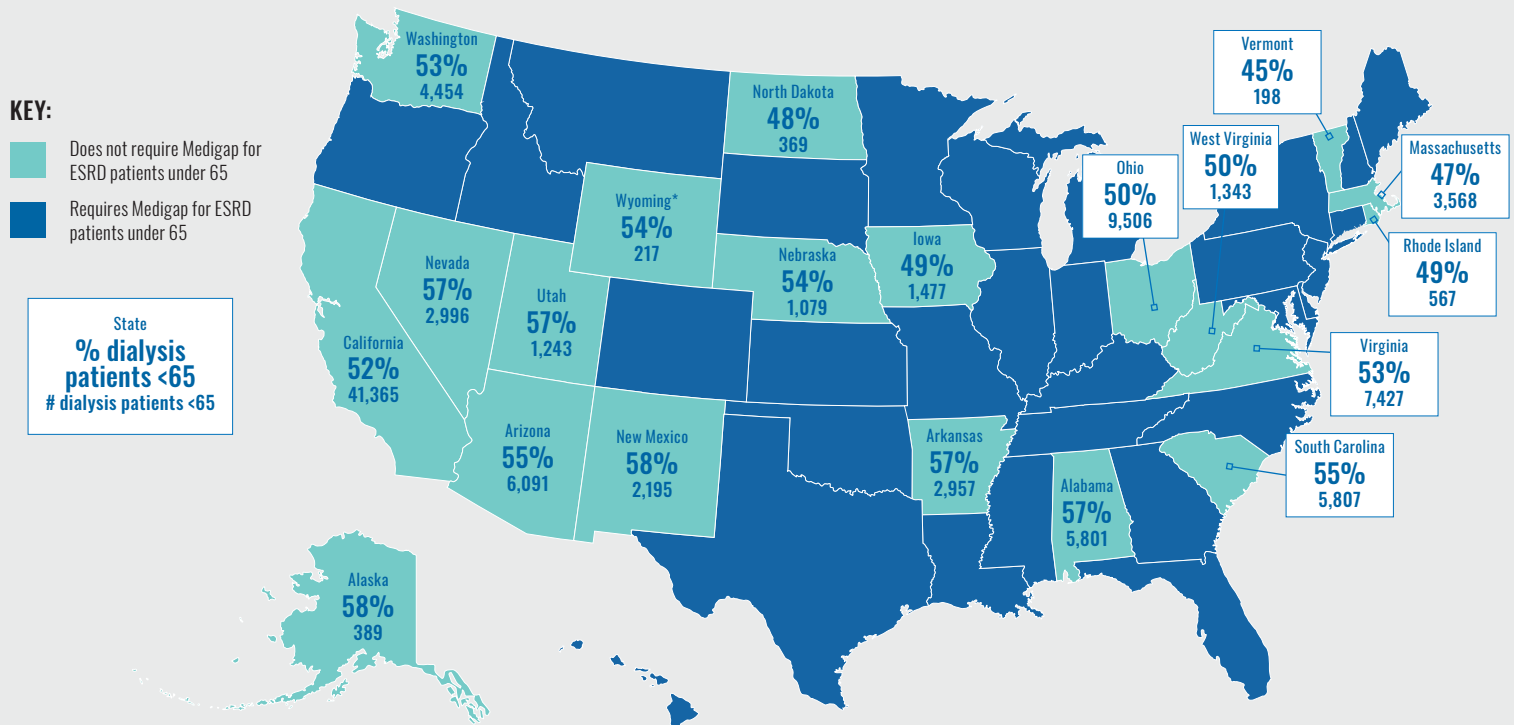 KEY:
Does not require Medigap for
ESRD patients under 65
Requires Medigap for ESRD
patients under 65
State
% dialysis
patients <65
# dialysis patients <65
Washington
53%
4,454
North Dakota
48%
369
Wyoming*
54%
217
Nebraska
54%
1,079
Iowa
49%
1,477
Nevada
57%
2,996
Utah
57%
1,243
California
52%
41,365
Arizona
55%
6,091
New Mexico
58%
2,195
Arkansas
57%
2,957
Alabama
57%
5,801
Alaska
58%
389
Vermont
45%
198
West Virginia
50%
1,343
Ohio
50%
9,506
Massachusetts
47%
3,568
Rhode Island
49%
567
Virginia
53%
7,427
South Carolina
55%
5,807